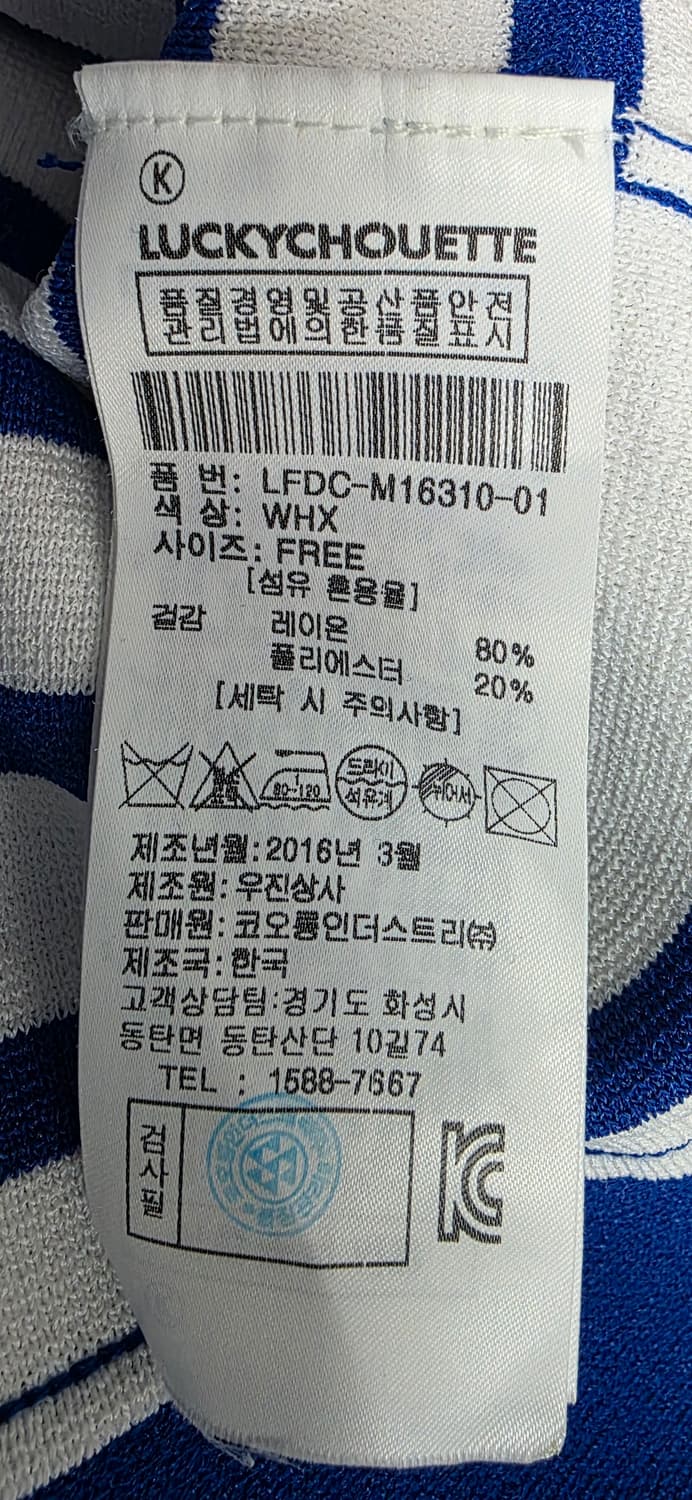 K
LUCKYCHOUETTE
품질경영및공산품안전
관리법에의한품질표시
품 번: LFDC-M16310-01
색 상: WHX
사이즈: FREE
[섬유 혼용율]
겉감 레이온 80%
폴리에스터 20%
[세탁 시 주의사항]
1 80~120 드라이 석유계 뉘어서
제조년월:2016년 3월
제조원:우진상사
판매원:코오롱인더스트리㈜
제조국:한국
고객상담팀:경기도 화성시
동탄면 동탄산단 10길74
TEL : 1588-7667
검사필